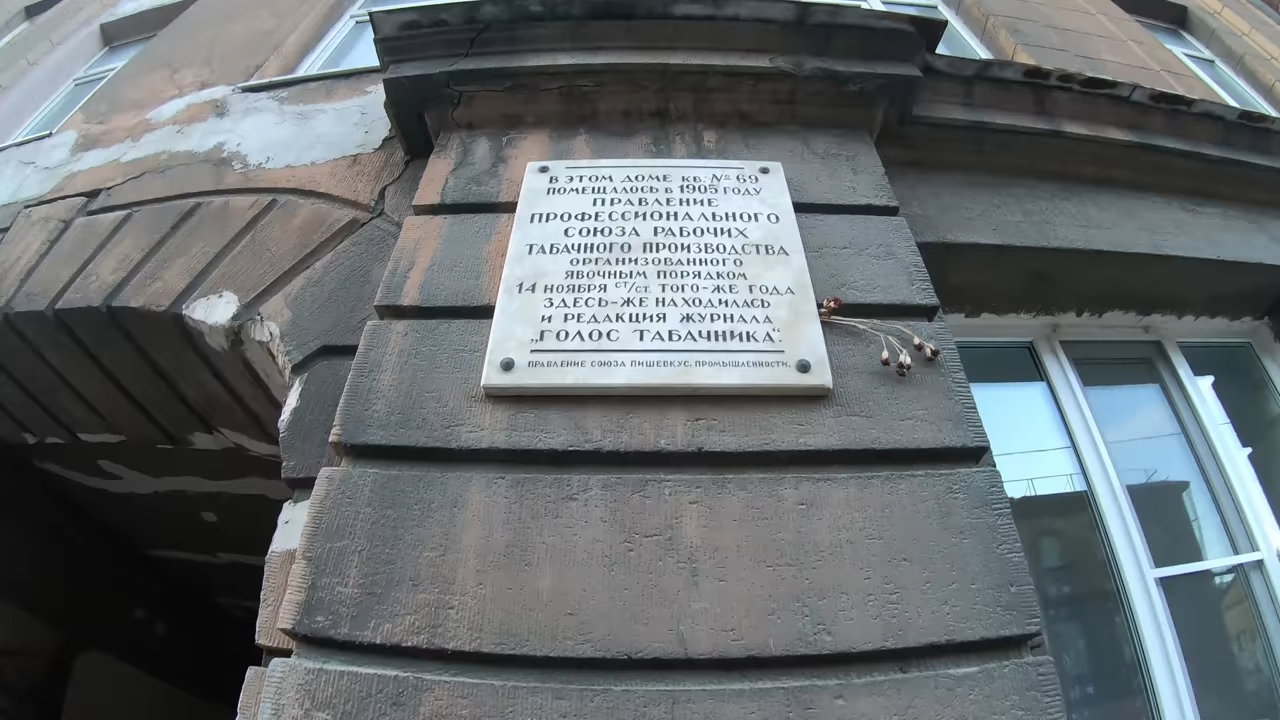 В ЭТОМ ДОМЕ КВ. № 69
ПОМЕЩАЛОСЬ В 1905 ГОДУ
ПРАВЛЕНИЕ
ПРОФЕССИОНАЛЬНОГО
СОЮЗА РАБОЧИХ
ТАБАЧНОГО ПРОИЗВОДСТВА
ОРГАНИЗОВАННОГО
ЯВОЧНЫМ ПОРЯДКОМ
14 НОЯБРЯ СТ/СТ. ТОГО-ЖЕ ГОДА
ЗДЕСЬ-ЖЕ НАХОДИЛАСЬ
И РЕДАКЦИЯ ЖУРНАЛА
„ГОЛОС ТАБАЧНИКА“.
ПРАВЛЕНИЕ СОЮЗА ПИШЕВКУС. ПРОМЫШЛЕННОСТИ.